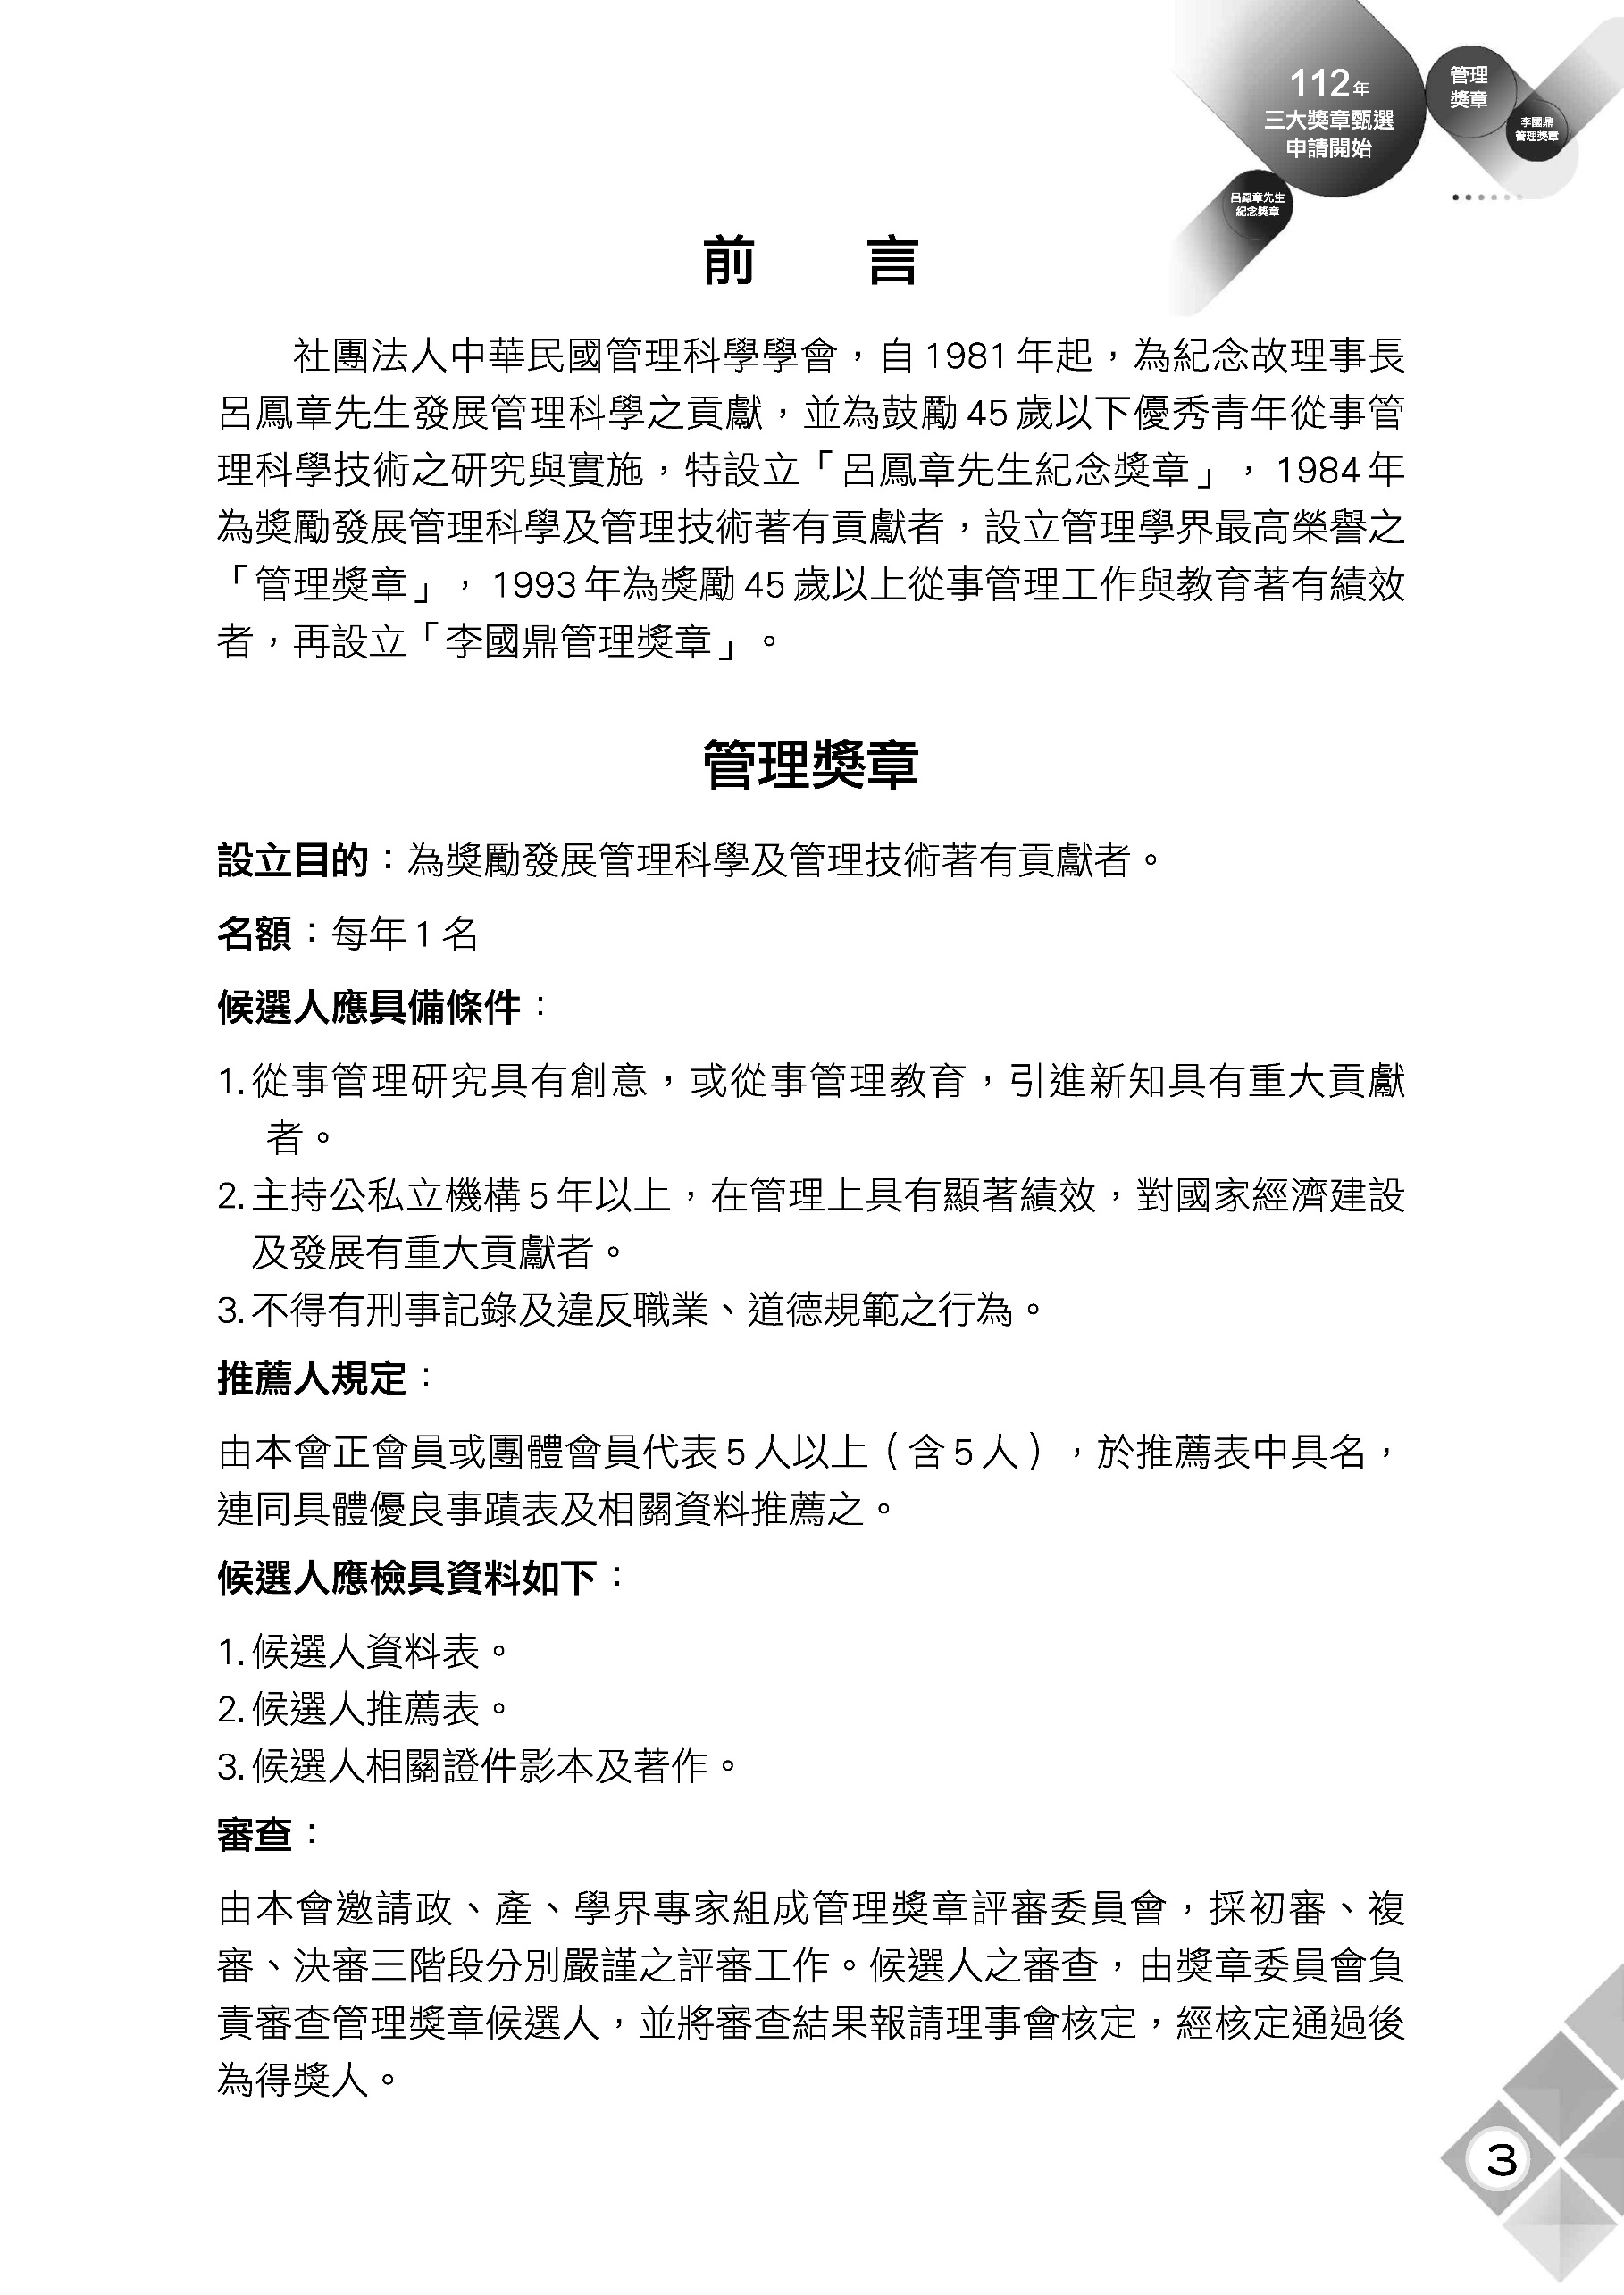 112年
三大獎章甄選
申請開始
管理
獎章
李國鼎
管理獎章
呂鳳章先生
紀念獎章
前　　言
社團法人中華民國管理科學學會，自 1981 年起，為紀念故理事長
呂鳳章先生發展管理科學之貢獻，並為鼓勵 45 歲以下優秀青年從事管
理科學技術之研究與實施，特設立「呂鳳章先生紀念獎章」， 1984 年
為獎勵發展管理科學及管理技術著有貢獻者，設立管理學界最高榮譽之
「管理獎章」， 1993 年為獎勵 45 歲以上從事管理工作與教育著有績效
者，再設立「李國鼎管理獎章」。
管理獎章
設立目的：為獎勵發展管理科學及管理技術著有貢獻者。
名額：每年 1 名
候選人應具備條件：
1. 從事管理研究具有創意，或從事管理教育，引進新知具有重大貢獻
者。
2. 主持公私立機構 5 年以上，在管理上具有顯著績效，對國家經濟建設
及發展有重大貢獻者。
3. 不得有刑事記錄及違反職業、道德規範之行為。
推薦人規定：
由本會正會員或團體會員代表 5 人以上（含 5 人），於推薦表中具名，
連同具體優良事蹟表及相關資料推薦之。
候選人應檢具資料如下：
1. 候選人資料表。
2. 候選人推薦表。
3. 候選人相關證件影本及著作。
審查：
由本會邀請政、產、學界專家組成管理獎章評審委員會，採初審、複
審、決審三階段分別嚴謹之評審工作。候選人之審查，由獎章委員會負
責審查管理獎章候選人，並將審查結果報請理事會核定，經核定通過後
為得獎人。
3